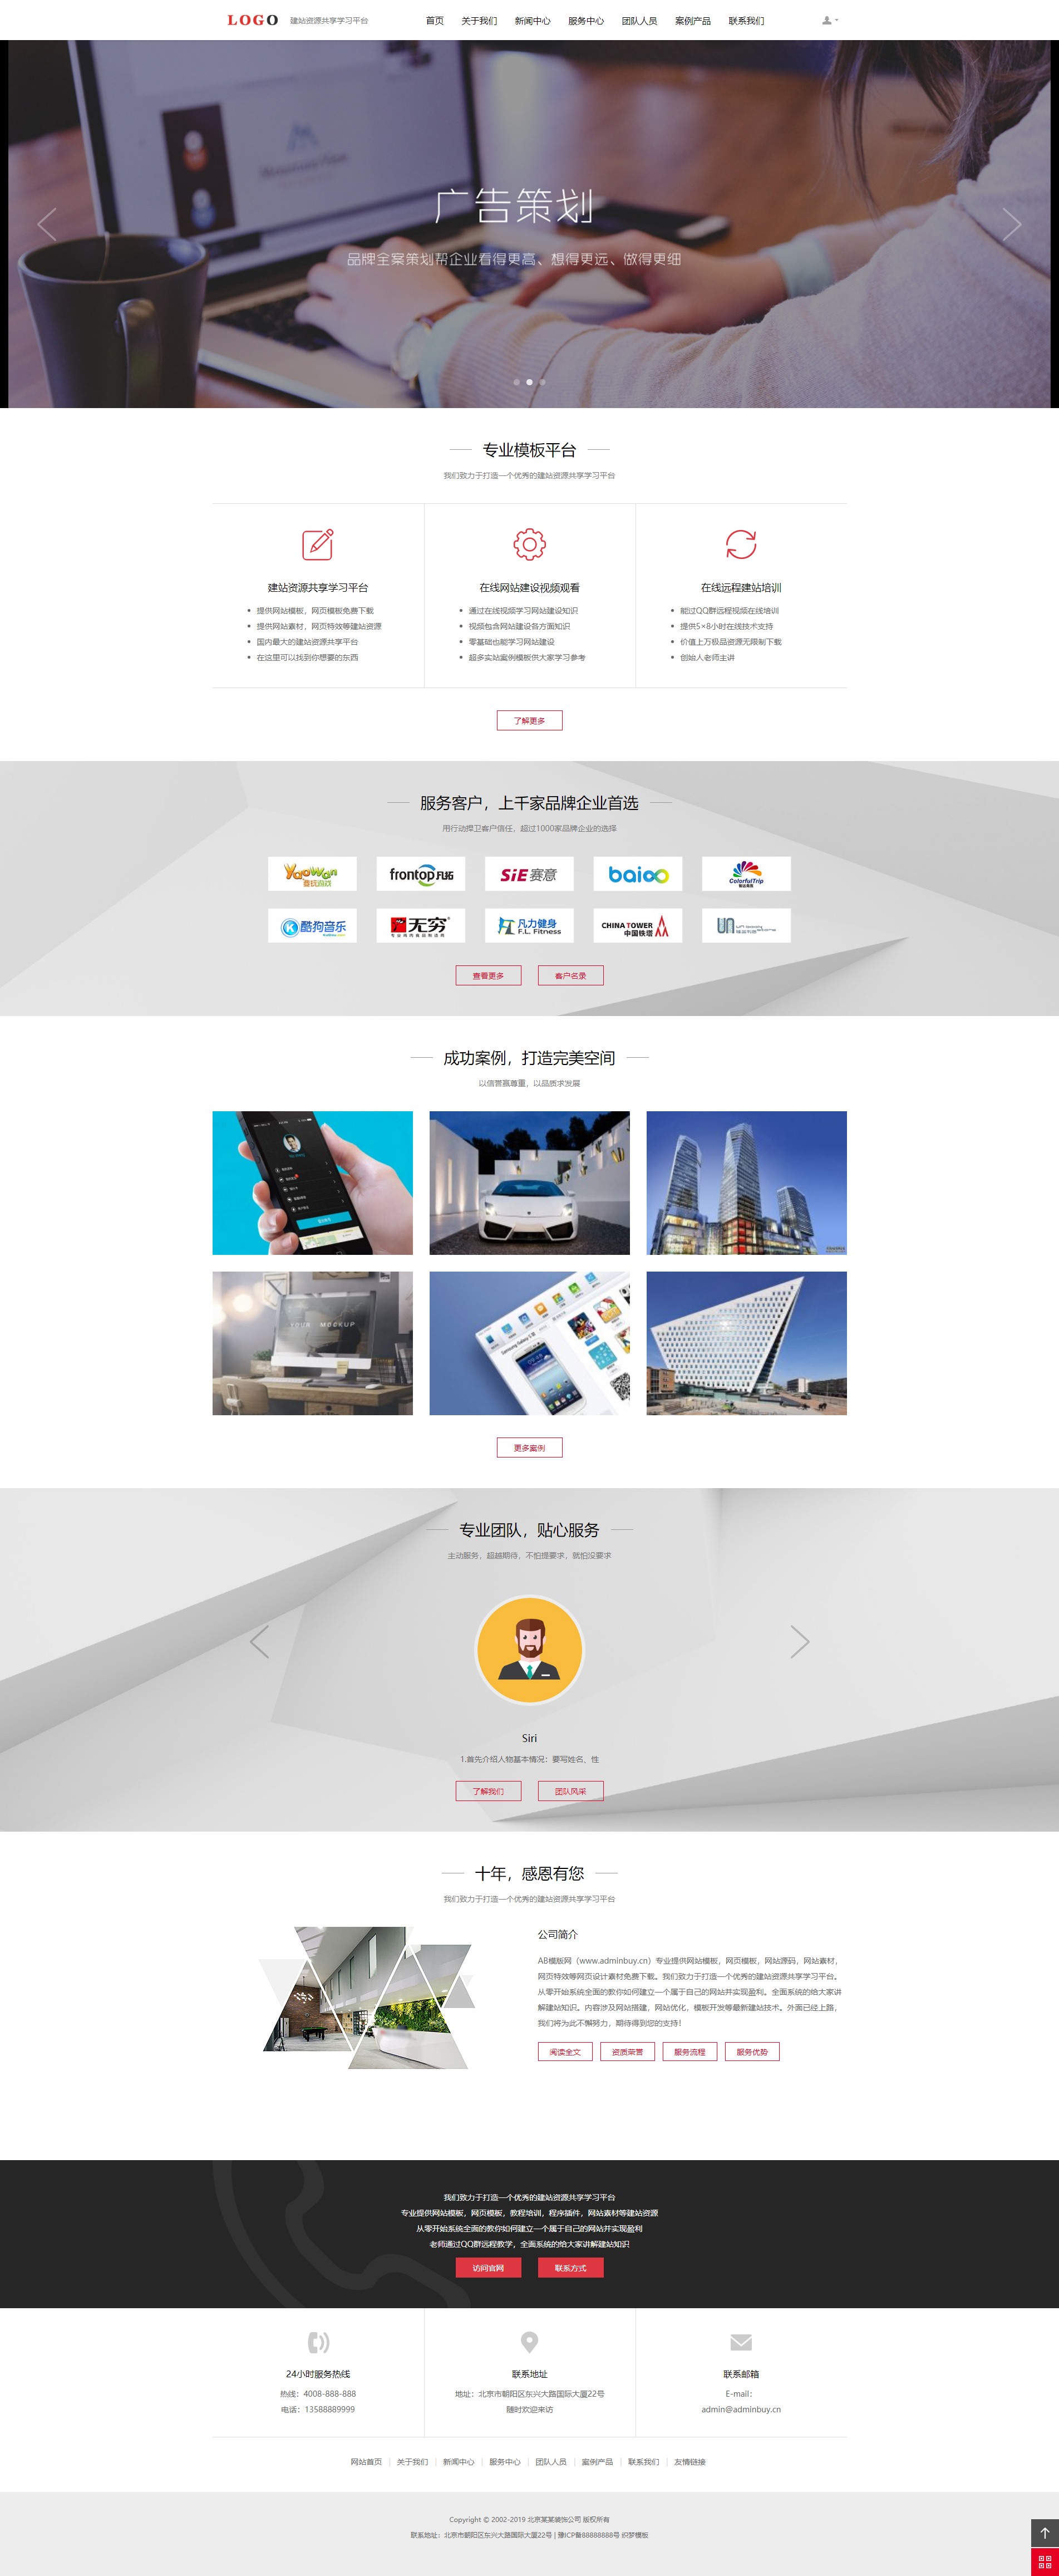 LOGO 建站资源共享学习平台 首页 关于我们 新闻中心 服务中心 团队人员 案例产品 联系我们
广告策划
品牌全案策划帮企业看得更高、想得更远、做得更细
专业模板平台
我们致力于打造一个优秀的建站资源共享学习平台
建站资源共享学习平台
提供网站模板，网页模板免费下载
提供网站素材，网页特效等建站资源
国内最大的建站资源共享平台
在这里可以找到你想要的东西
在线网站建设视频观看
通过在线视频学习网站建设知识
视频包含网站建设各方面知识
零基础也能学习网站建设
超多实站案例模板供大家学习参考
在线远程建站培训
能过QQ群远程视频在线培训
提供5×8小时在线技术支持
价值上万极品资源无限制下载
创始人老师主讲
了解更多
服务客户，上千家品牌企业首选
用行动捍卫客户信任，超过1000家品牌企业的选择
YaoWan
frontop 凡拓
SiE 赛意
baioo
ColorfulTrip
酷狗音乐
无穷
凡力健身
F.L. Fitness
CHINA TOWER
中国铁塔
查看更多 客户名录
成功案例，打造完美空间
以信誉赢尊重，以品质求发展
YOUR MOCKUP
Samsung Galaxy S III
更多案例
专业团队，贴心服务
主动服务，超越期待，不怕提要求，就怕没要求
Siri
1.首先介绍人物基本情况：要写姓名、性
了解我们 团队风采
十年，感恩有您
我们致力于打造一个优秀的建站资源共享学习平台
公司简介
AB模版网（www.adminbuy.cn）专业提供网站模板，网页模板，网站源码，网站素材，
网页特效等网页设计素材免费下载。我们致力于打造一个优秀的建站资源共享学习平台。
从零开始系统全面的教你如何建立一个属于自己的网站并实现盈利。全面系统的给大家讲
解建站知识。内容涉及网站搭建，网站优化，模板开发等最新建站技术。外面已经上路，
我们将为此不懈努力，期待得到您的支持！
阅读全文 资质荣誉 服务流程 服务优势
我们致力于打造一个优秀的建站资源共享学习平台
专业提供网站模板，网页模板，教程培训，程序插件，网站素材等建站资源
从零开始系统全面的教你如何建立一个属于自己的网站并实现盈利
老师通过QQ群远程教学，全面系统的给大家讲解建站知识
访问官网 联系方式
24小时服务热线
热线：4008-888-888
电话：13588889999
联系地址
地址：北京市朝阳区东兴大路国际大厦22号
随时欢迎来访
联系邮箱
E-mail：
admin@adminbuy.cn
网站首页 | 关于我们 | 新闻中心 | 服务中心 | 团队人员 | 案例产品 | 联系我们 | 友情链接
Copyright © 2002-2019 北京某某装饰公司 版权所有
联系地址：北京市朝阳区东兴大路国际大厦22号 | 豫ICP备88888888号 织梦模板